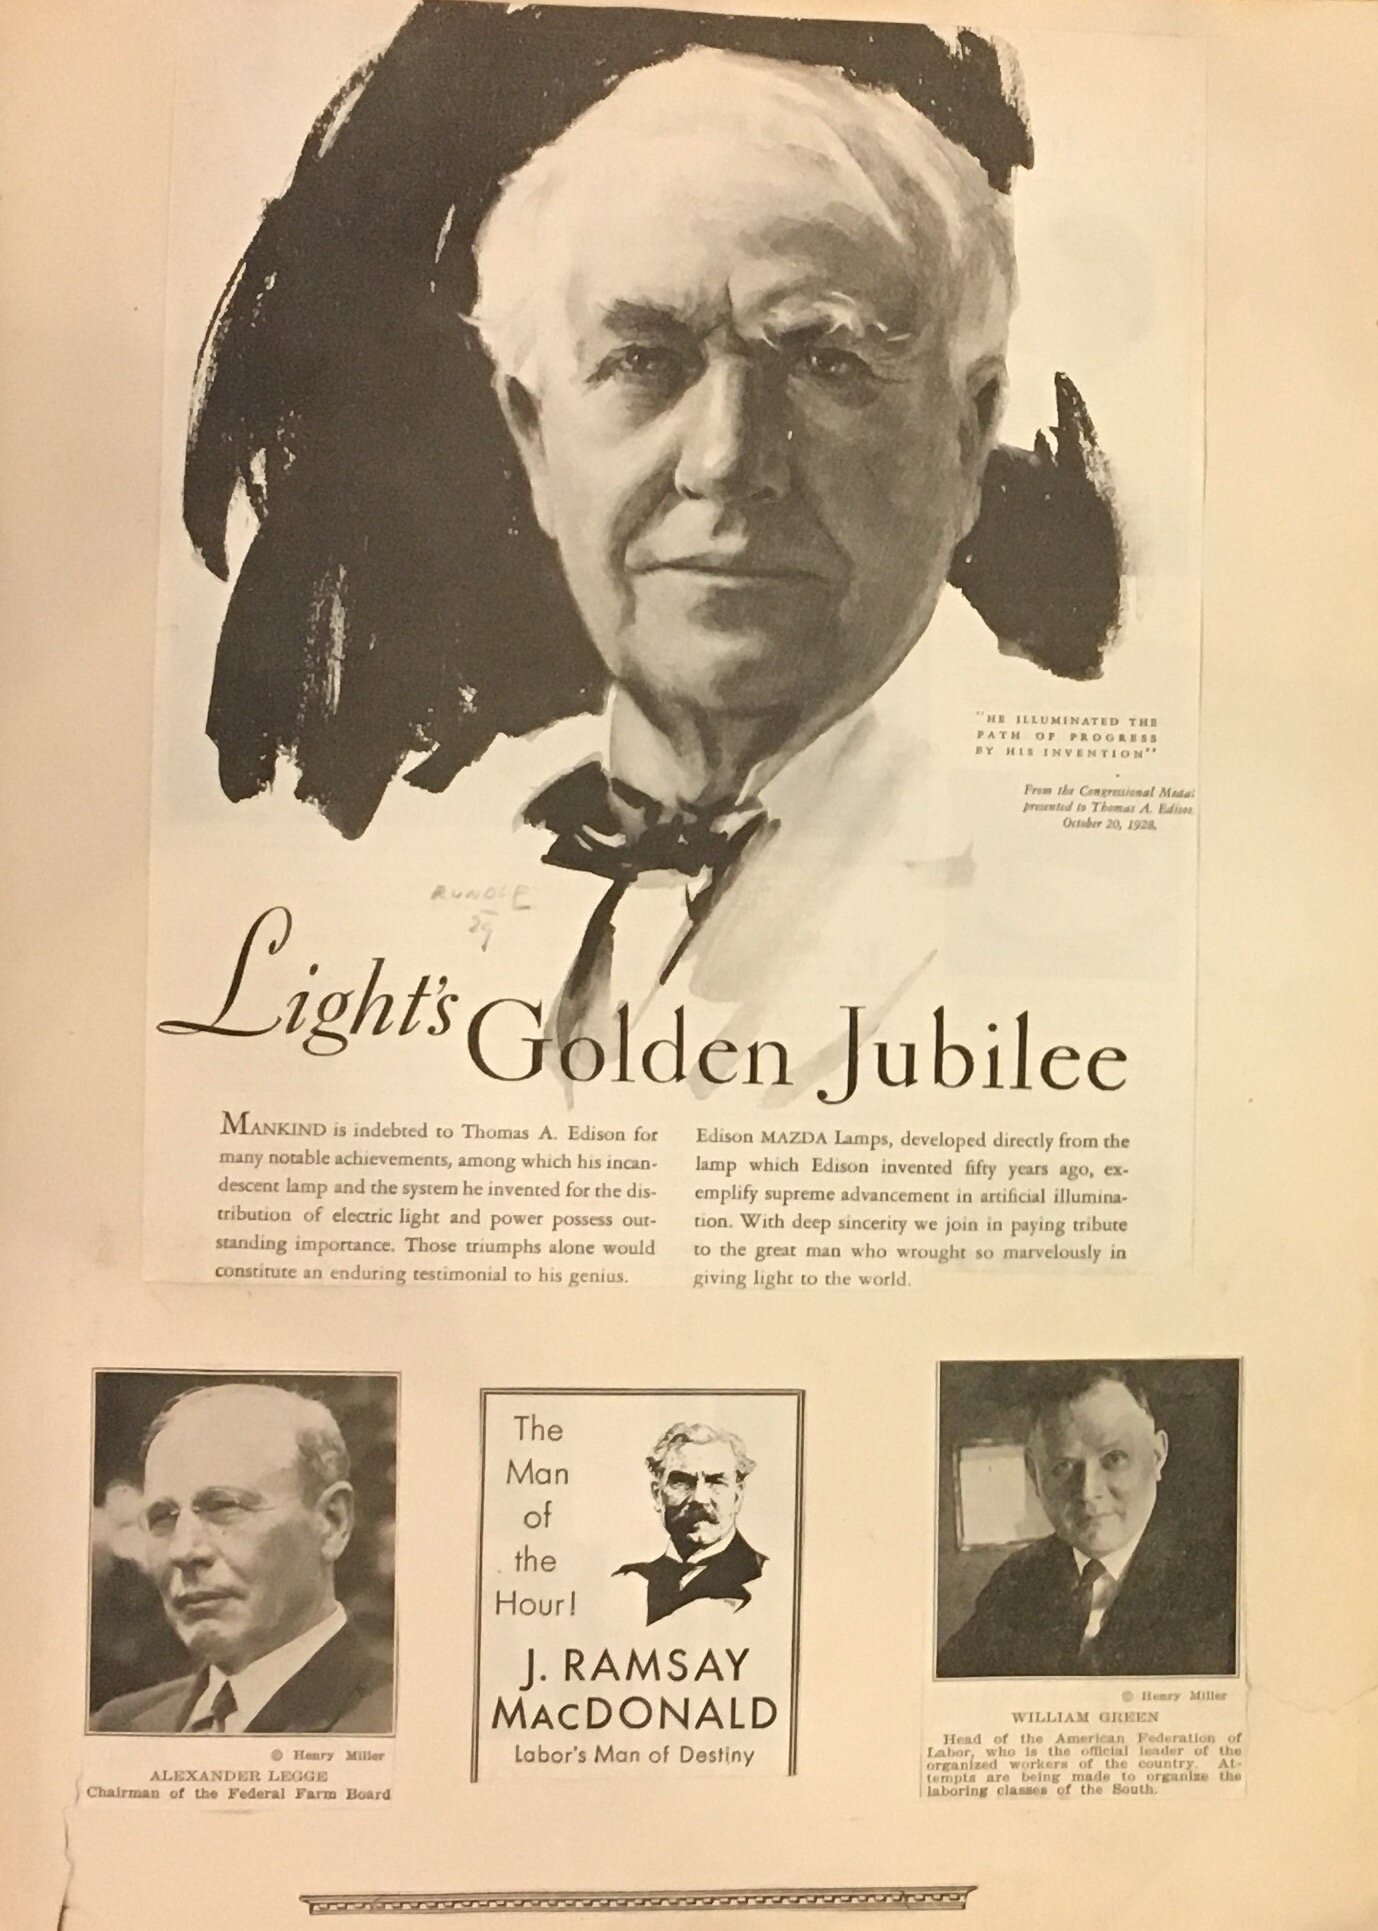 "HE ILLUMINATED THE
PATH OF PROGRESS
BY HIS INVENTION"
From the Congressional Medal
presented to Thomas A. Edison
October 20, 1928.
RUNDLE
29
Light's Golden Jubilee
MANKIND is indebted to Thomas A. Edison for
many notable achievements, among which his incan-
descent lamp and the system he invented for the dis-
tribution of electric light and power possess out-
standing importance. Those triumphs alone would
constitute an enduring testimonial to his genius.
Edison MAZDA Lamps, developed directly from the
lamp which Edison invented fifty years ago, ex-
emplify supreme advancement in artificial illumina-
tion. With deep sincerity we join in paying tribute
to the great man who wrought so marvelously in
giving light to the world.
© Henry Miller
ALEXANDER LEGGE
Chairman of the Federal Farm Board
The
Man
of
the
Hour!
J. RAMSAY
MACDONALD
Labor's Man of Destiny
© Henry Miller
WILLIAM GREEN
Head of the American Federation of
Labor, who is the official leader of the
organized workers of the country. At-
tempts are being made to organize the
laboring classes of the South.